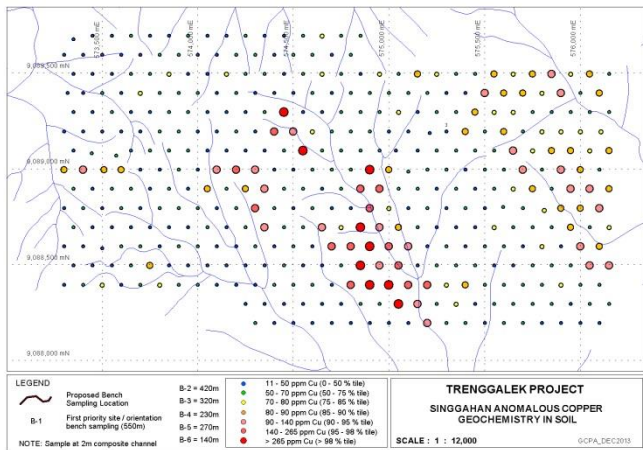 573,500 mE
574,000 mE
574,500 mE
575,000 mE
575,500 mE
576,000 mE
9,089,500 mN
9,089,000 mN
9,088,500 mN
9,088,000 mN
LEGEND
Proposed Bench
Sampling Location
B-1
First priority site / orientation
bench sampling (550m)
NOTE: Sample at 2m composite channel
B-2 = 420m
B-3 = 320m
B-4 = 230m
B-5 = 270m
B-6 = 140m
11 - 50 ppm Cu (0 - 50 % tile)
50 - 70 ppm Cu (50 - 75 % tile)
70 - 80 ppm Cu (75 - 85 % tile)
80 - 90 ppm Cu (85 - 90 % tile)
90 - 140 ppm Cu (90 - 95 % tile)
140 - 265 ppm Cu (95 - 98 % tile)
> 265 ppm Cu (> 98 % tile)
TRENGGALEK PROJECT
SINGGAHAN ANOMALOUS COPPER
GEOCHEMISTRY IN SOIL
SCALE : 1 : 12,000
GCPA_DEC2013